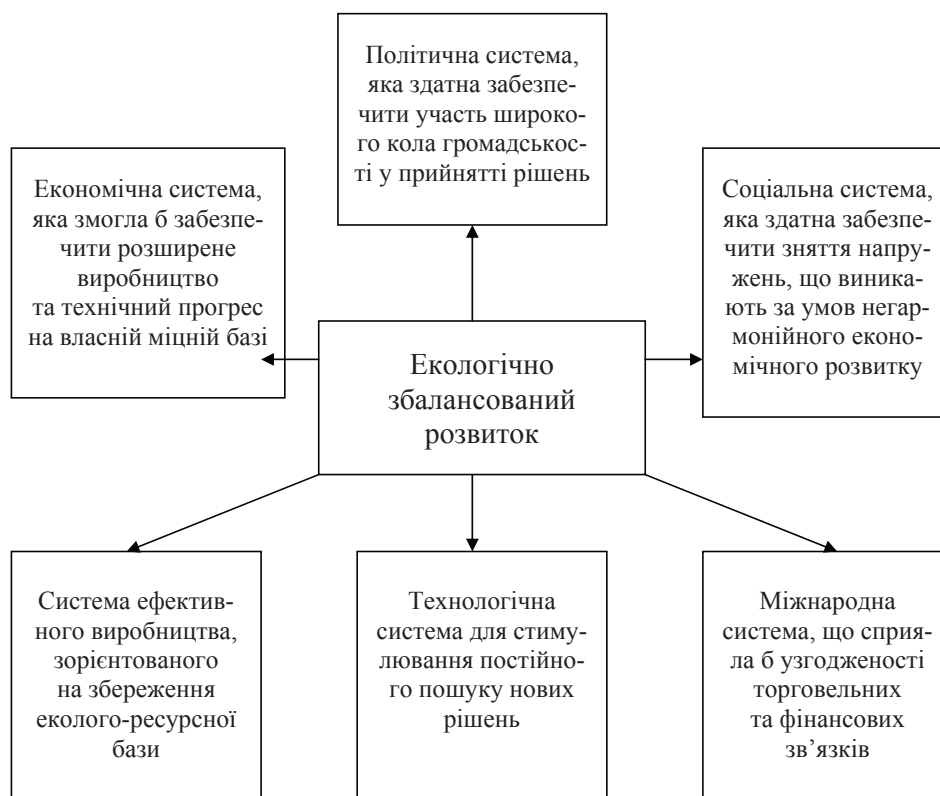 Політична система,
яка здатна забезпе-
чити участь широко-
го кола громадськос-
ті у прийнятті рішень
Економічна система,
яка змогла б забезпе-
чити розширене
виробництво
та технічний прогрес
на власній міцній базі
Соціальна система,
яка здатна забезпе-
чити зняття напру-
жень, що виника-
ють за умов негар-
монійного еконо-
мічного розвитку
Екологічно
збалансований
розвиток
Система ефектив-
ного виробництва,
зорієнтованого
на збереження
еколого-ресурсної
бази
Технологічна
система для стиму-
лювання постійно-
го пошуку нових
рішень
Міжнародна
система, що сприя-
ла б узгодженості
торговельних
та фінансових
зв’язків